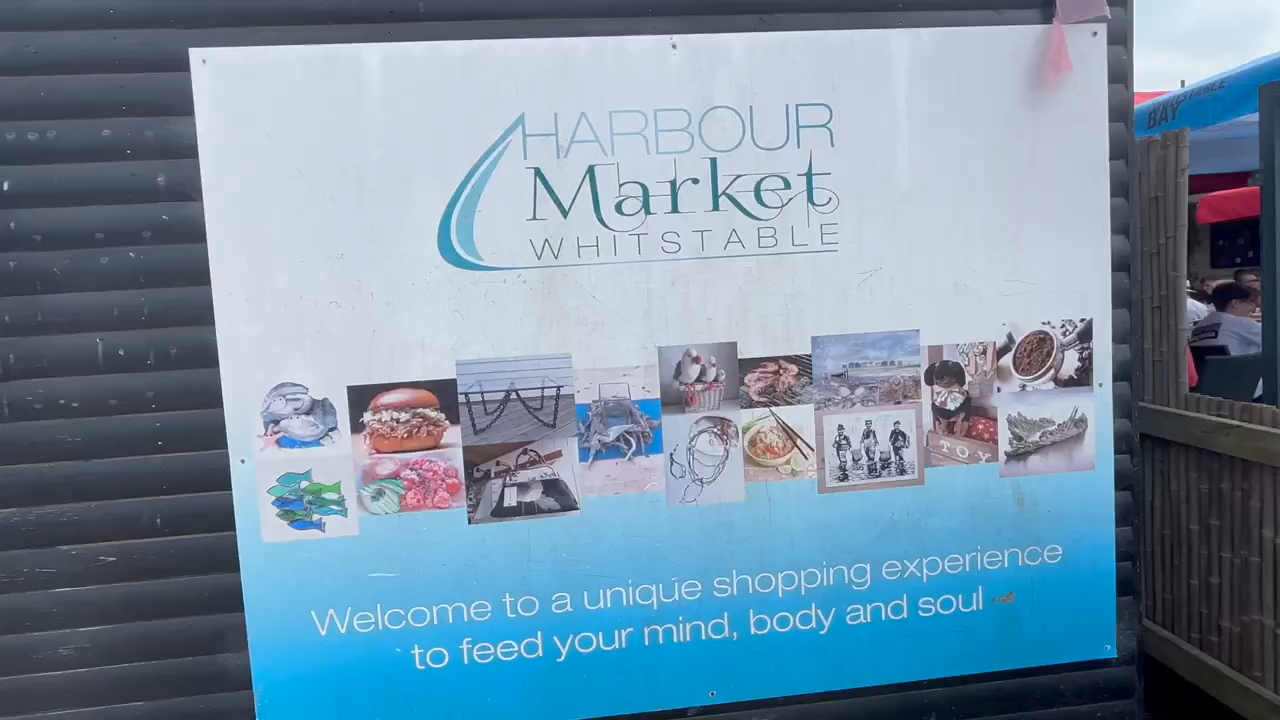 HARBOUR
Market
WHITSTABLE
TOY
Welcome to a unique shopping experience
to feed your mind, body and soul
BAY